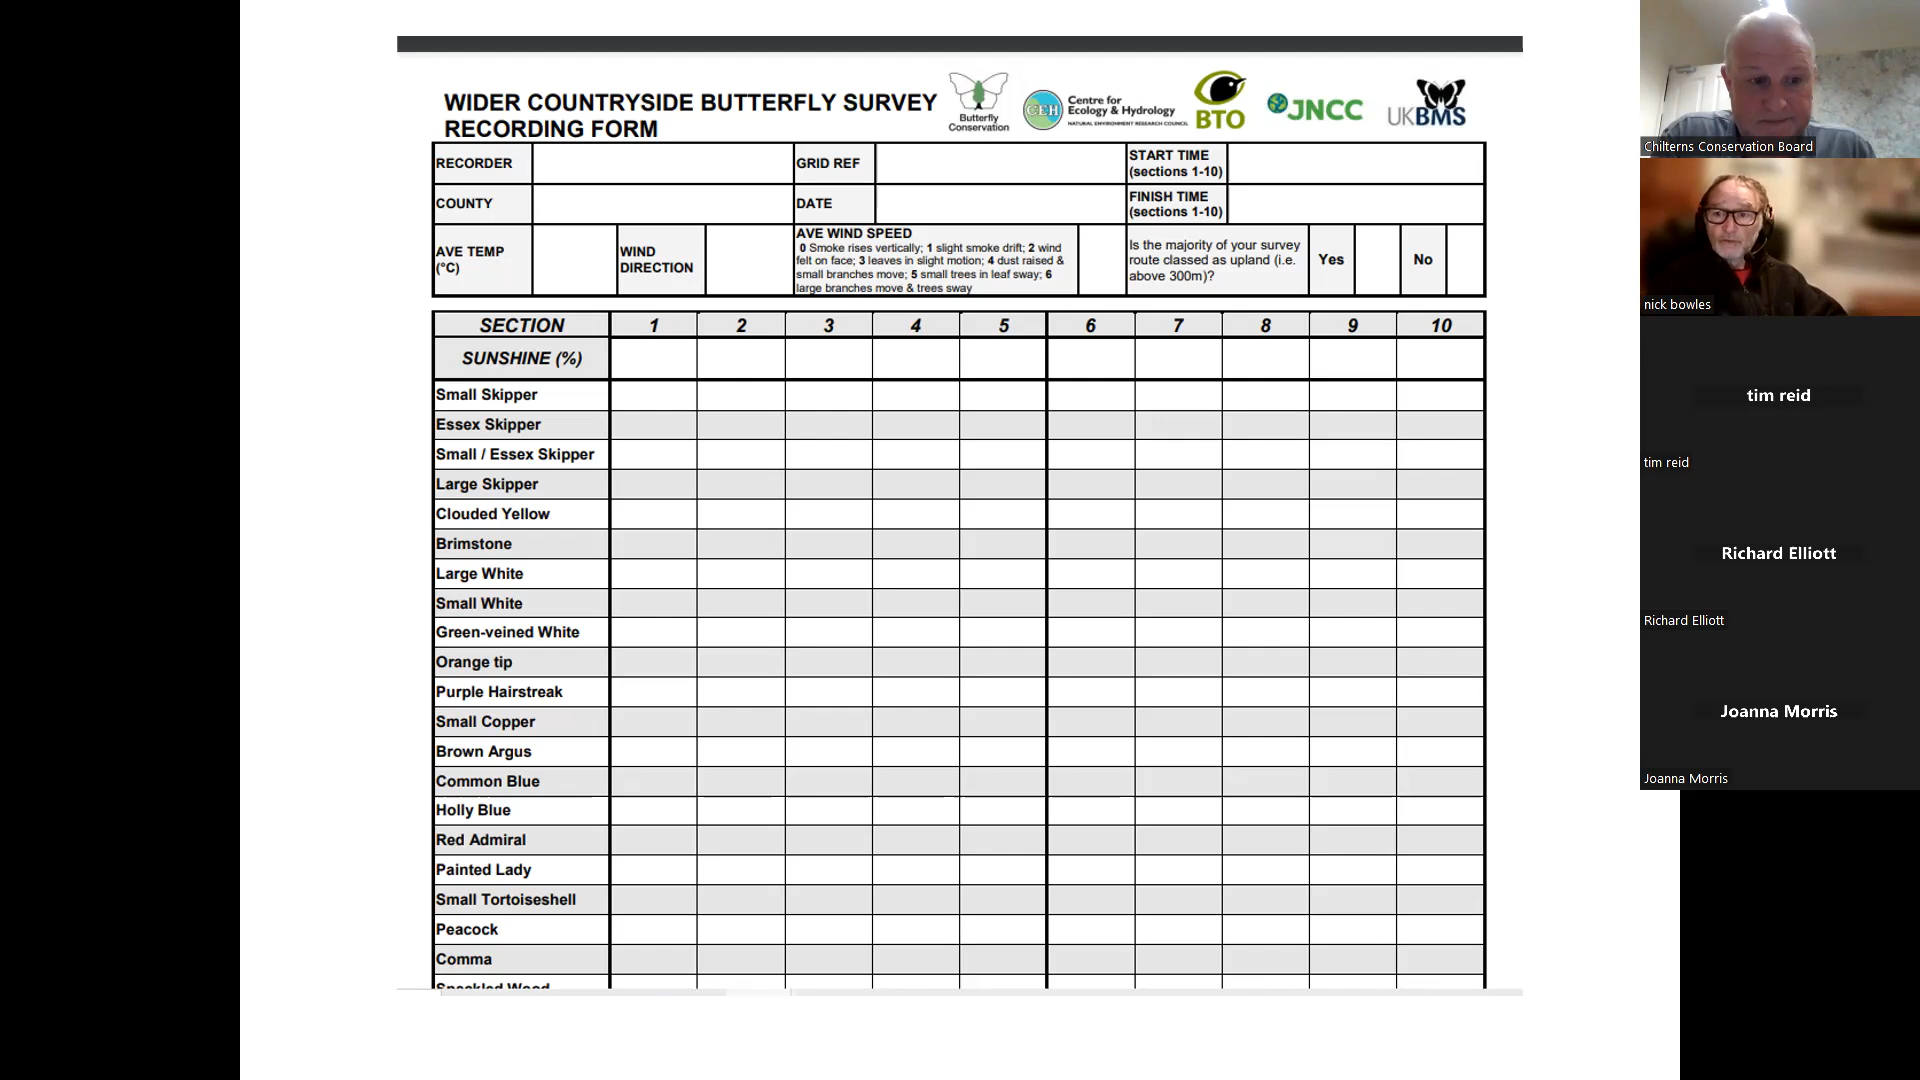 WIDER COUNTRYSIDE BUTTERFLY SURVEY
RECORDING FORM
Butterfly
Conservation
CEH
Centre for
Ecology & Hydrology
NATURAL ENVIRONMENT RESEARCH COUNCIL
BTO
JNCC
UKBMS
RECORDER
GRID REF
START TIME
(sections 1-10)
COUNTY
DATE
FINISH TIME
(sections 1-10)
AVE TEMP
(°C)
WIND
DIRECTION
AVE WIND SPEED
0 Smoke rises vertically; 1 slight smoke drift; 2 wind
felt on face; 3 leaves in slight motion; 4 dust raised &
small branches move; 5 small trees in leaf sway; 6
large branches move & trees sway
Is the majority of your survey
route classed as upland (i.e.
above 300m)?
Yes
No
SECTION 1 2 3 4 5 6 7 8 9 10
SUNSHINE (%)
Small Skipper
Essex Skipper
Small / Essex Skipper
Large Skipper
Clouded Yellow
Brimstone
Large White
Small White
Green-veined White
Orange tip
Purple Hairstreak
Small Copper
Brown Argus
Common Blue
Holly Blue
Red Admiral
Painted Lady
Small Tortoiseshell
Peacock
Comma
Speckled Wood
Chilterns Conservation Board
nick bowles
tim reid
tim reid
Richard Elliott
Richard Elliott
Joanna Morris
Joanna Morris